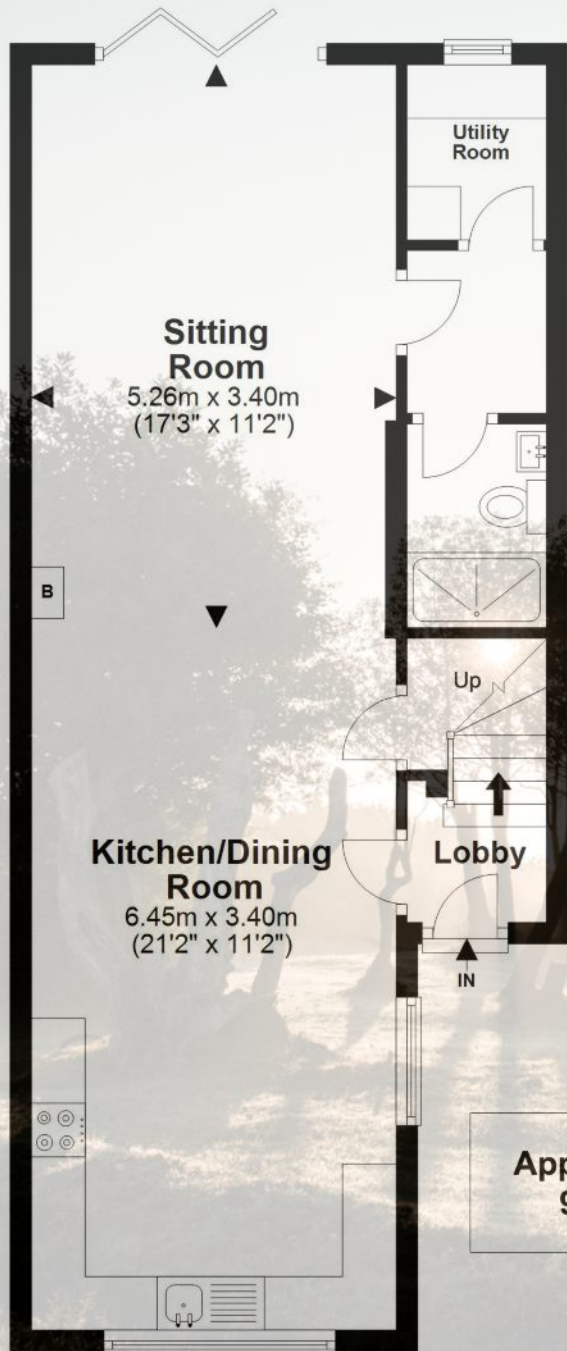 Utility
Room
Sitting
Room
5.26m x 3.40m
(17'3" x 11'2")
B
Up
Kitchen/Dining
Room
6.45m x 3.40m
(21'2" x 11'2")
Lobby
IN